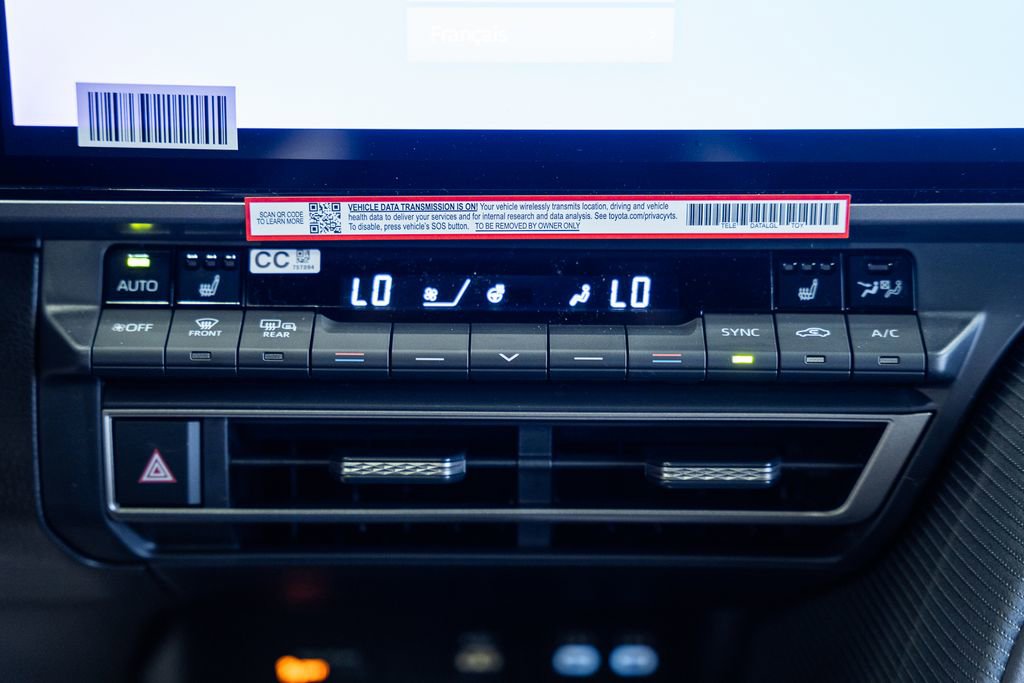 Français
SCAN QR CODE
TO LEARN MORE
VEHICLE DATA TRANSMISSION IS ON! Your vehicle wirelessly transmits location, driving and vehicle
health data to deliver your services and for internal research and data analysis. See toyota.com/privacyvts.
To disable, press vehicle's SOS button. TO BE REMOVED BY OWNER ONLY
TELE DATALGL TOY
CC
757894
AUTO
LO
LO
OFF
FRONT
REAR
SYNC
A/C